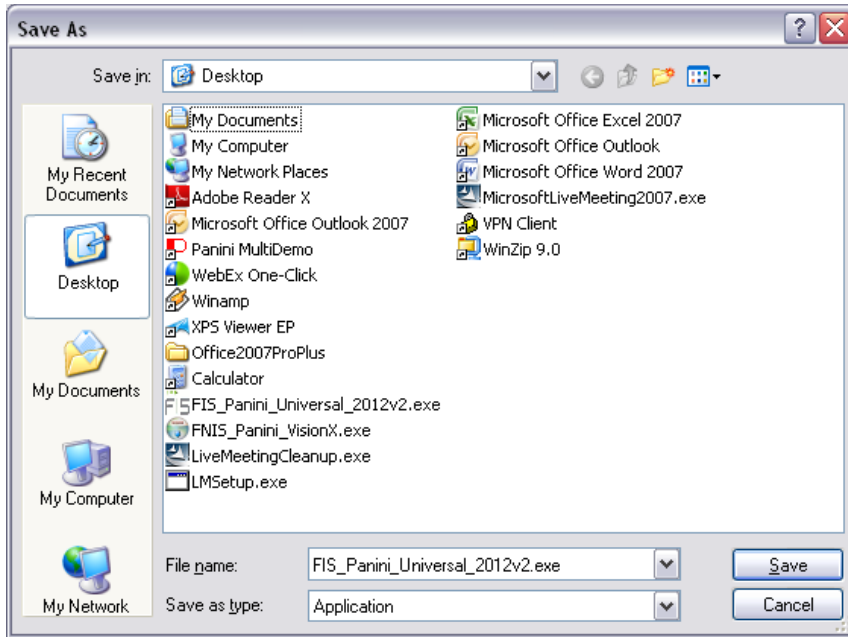 Save As
Save in:
Desktop
My Recent
Documents
Desktop
My Documents
My Computer
My Network
My Documents
My Computer
My Network Places
Adobe Reader X
Microsoft Office Outlook 2007
Panini MultiDemo
WebEx One-Click
Winamp
XPS Viewer EP
Office2007ProPlus
Calculator
FIS_Panini_Universal_2012v2.exe
FNIS_Panini_VisionX.exe
LiveMeetingCleanup.exe
LMSetup.exe
Microsoft Office Excel 2007
Microsoft Office Outlook
Microsoft Office Word 2007
MicrosoftLiveMeeting2007.exe
VPN Client
WinZip 9.0
File name:
FIS_Panini_Universal_2012v2.exe
Save
Save as type:
Application
Cancel